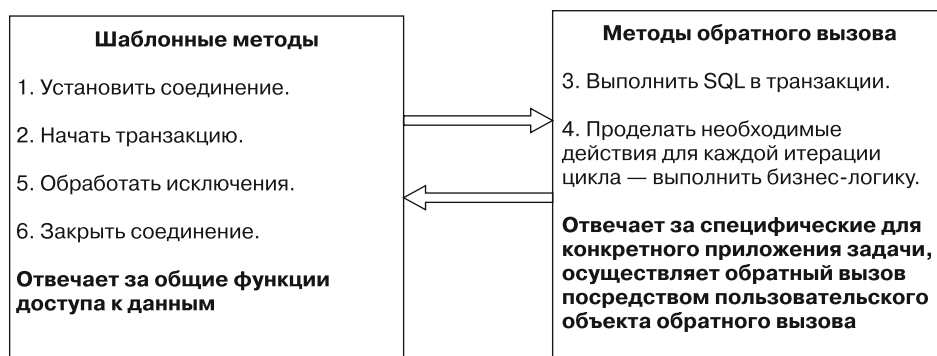 Шаблонные методы
1. Установить соединение.
2. Начать транзакцию.
5. Обработать исключения.
6. Закрыть соединение.
Отвечает за общие функции
доступа к данным
Методы обратного вызова
3. Выполнить SQL в транзакции.
4. Проделать необходимые
действия для каждой итерации
цикла — выполнить бизнес-логику.
Отвечает за специфические для
конкретного приложения задачи,
осуществляет обратный вызов
посредством пользовательского
объекта обратного вызова